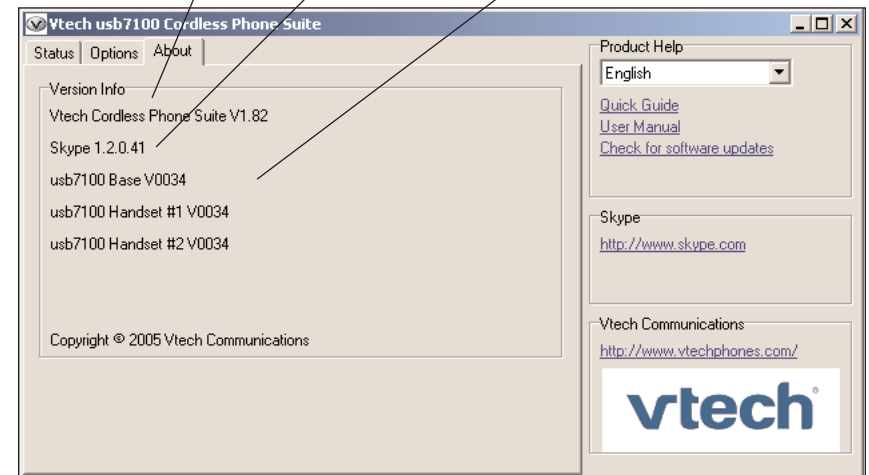 Vtech usb7100 Cordless Phone Suite
Status Options About
Version Info
Vtech Cordless Phone Suite V1.82
Skype 1.2.0.41
usb7100 Base V0034
usb7100 Handset #1 V0034
usb7100 Handset #2 V0034
Copyright © 2005 Vtech Communications
Product Help
English
Quick Guide
User Manual
Check for software updates
Skype
http://www.skype.com
Vtech Communications
http://www.vtechphones.com/
vtech®